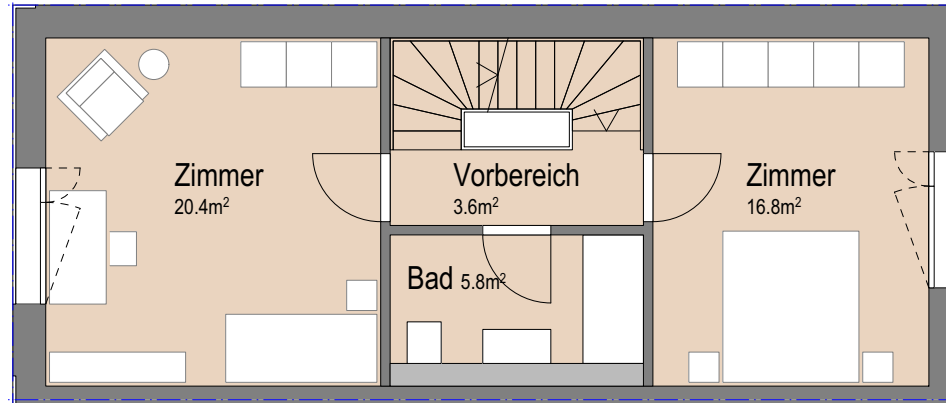 Zimmer
20.4m²
Vorbereich
3.6m²
Zimmer
16.8m²
Bad 5.8m²